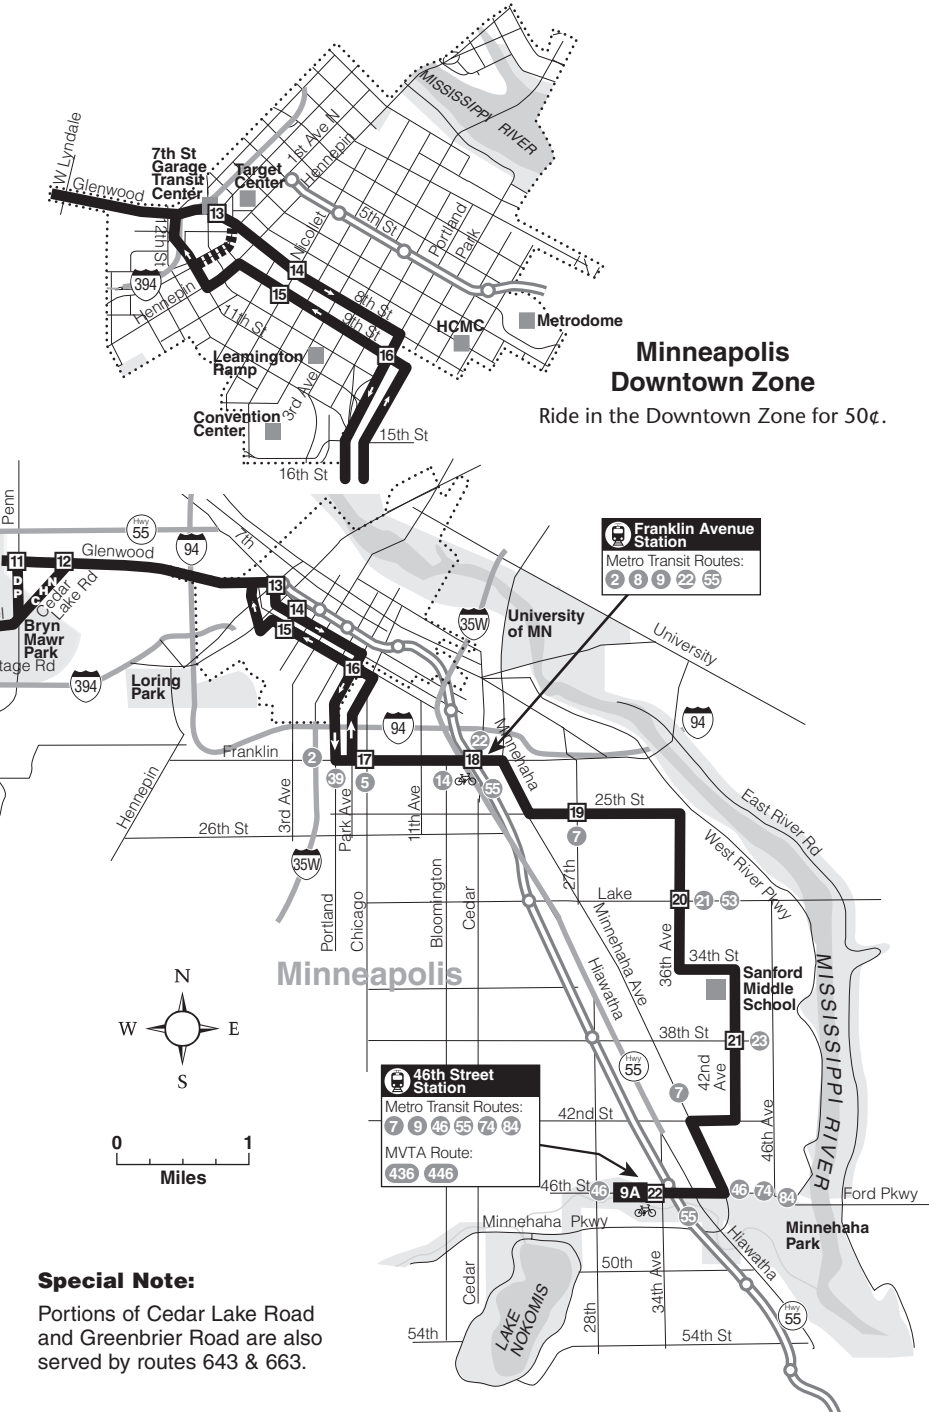 MISSISSIPPI RIVER
W Lyndale
Glenwood
7th St
Garage
Transit
Center
Target
Center
1st Ave N
Hennepin
13
12th St
Nicollet
5th St
Portland
Park
394
Hennepin
14
15
8th St
9th St
11th St
HCMC
Metrodome
Leamington
Ramp
16
3rd Ave
Convention
Center
15th St
16th St
Minneapolis
Downtown Zone
Ride in the Downtown Zone for 50¢.
Penn
Hwy
55
7th
94
11
12
Glenwood
D
P
N
H
C
Cedar
Lake Rd
Bryn
Mawr
Park
tage Rd
394
Loring
Park
13
14
15
16
35W
University
of MN
University
Franklin Avenue
Station
Metro Transit Routes:
2 8 9 22 55
94
94
Franklin
2
17
18
22
39
5
14
55
Minnehaha
Hennepin
3rd Ave
Park Ave
11th Ave
26th St
35W
19
25th St
7
27th
East River Rd
West River Pkwy
Portland
Chicago
Bloomington
Cedar
Lake
20
21
53
Minnehaha Ave
Hiawatha
36th Ave
34th St
Sanford
Middle
School
MISSISSIPPI RIVER
Minneapolis
N
W
E
S
38th St
21
23
Hwy
55
42nd
Ave
7
46th Street
Station
Metro Transit Routes:
7 9 46 55 74 84
MVTA Route:
436 446
42nd St
46th Ave
0
1
Miles
46th St
46
9A
22
46
74
84
Ford Pkwy
55
Minnehaha Pkwy
Minnehaha
Park
Hiawatha
Cedar
50th
34th Ave
28th
LAKE
NOKOMIS
Hwy
55
54th
54th St
Special Note:
Portions of Cedar Lake Road
and Greenbrier Road are also
served by routes 643 & 663.